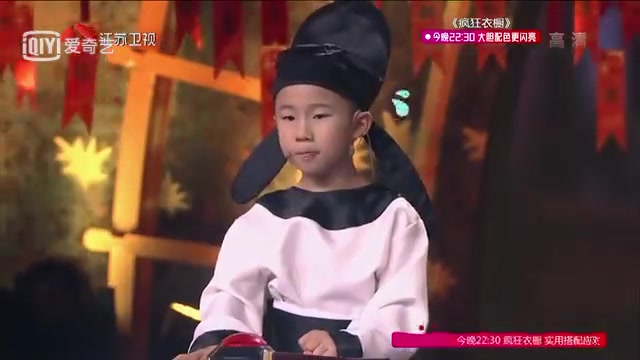 《疯狂衣橱》
iQIYI 爱奇艺 江苏卫视
今晚22:30 大胆配色更闪亮
高清
今晚22:30 疯狂衣橱 实用搭配应对